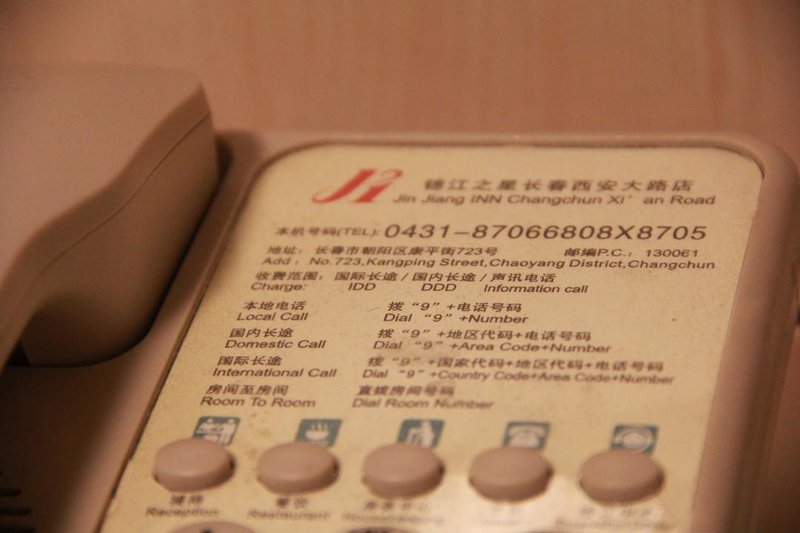 锦江之星长春西安大路店
Jin Jiang INN Changchun Xi'an Road
本机号码(TEL): 0431-87066808X8705
地址：长春市朝阳区康平街723号 邮编P.C.：130061
Add：No.723,Kangping Street,Chaoyang District,Changchun
收费范围：国际长途/国内长途/声讯电话
Charge: IDD DDD Information call
本地电话 拨“9”+电话号码
Local Call Dial “9”+Number
国内长途 拨“9”+地区代码+电话号码
Domestic Call Dial “9”+Area Code+Number
国际长途 拨“9”+国家代码+地区代码+电话号码
International Call Dial “9”+Country Code+Area Code+Number
房间至房间 直拨房间号码
Room To Room Dial Room Number
餐饮
Reception Restaurant